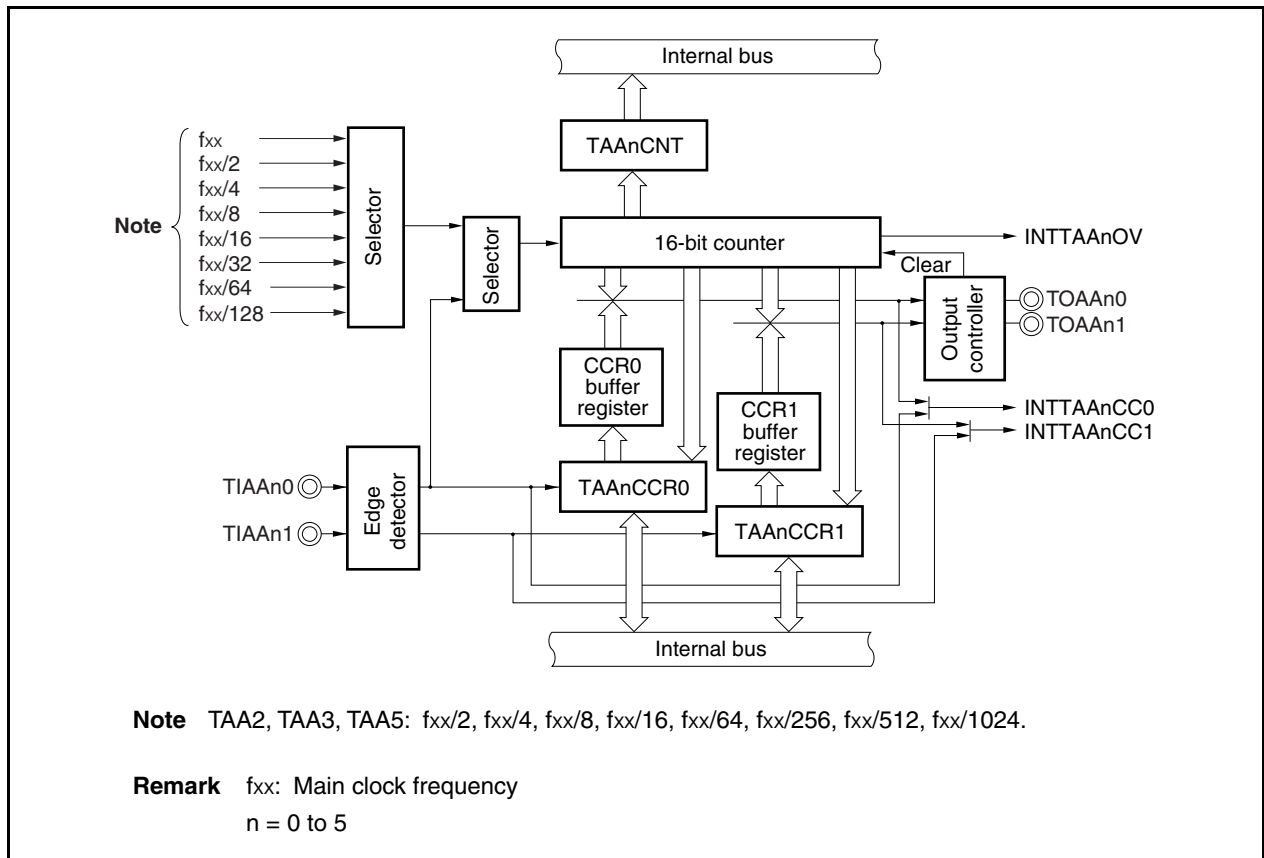 Internal bus
TAAnCNT
Note
fxx
fxx/2
fxx/4
fxx/8
fxx/16
fxx/32
fxx/64
fxx/128
Selector
Selector
16-bit counter
INTTAAnOV
Clear
Output
controller
TOAAn0
TOAAn1
CCR0
buffer
register
CCR1
buffer
register
INTTAAnCC0
INTTAAnCC1
TIAAn0
TIAAn1
Edge
detector
TAAnCCR0
TAAnCCR1
Internal bus
Note TAA2, TAA3, TAA5: fxx/2, fxx/4, fxx/8, fxx/16, fxx/64, fxx/256, fxx/512, fxx/1024.
Remark fxx: Main clock frequency
n = 0 to 5